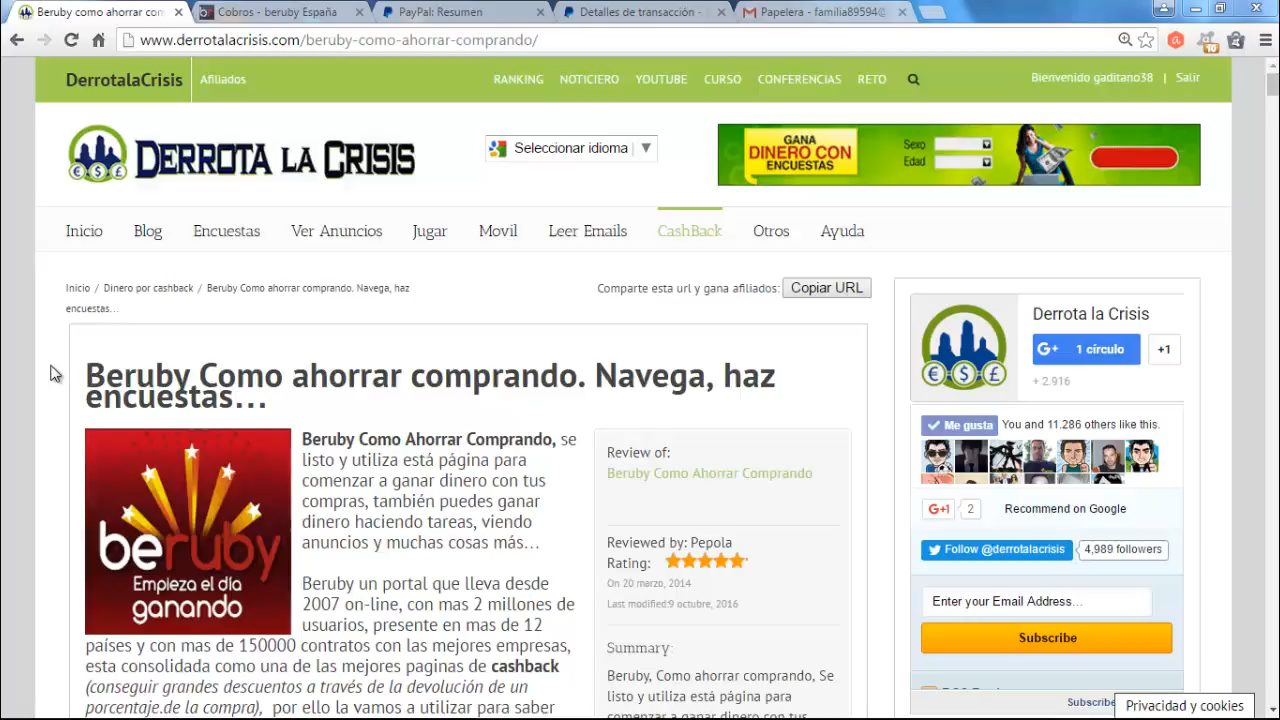 Beruby como ahorrar com
Cobros - beruby España
PayPal: Resumen
Detalles de transacción -
Papelera - familia89594@
www.derrotalacrisis.com/beruby-como-ahorrar-comprando/
10
DerrotalaCrisis
Afiliados
RANKING NOTICIERO YOUTUBE CURSO CONFERENCIAS RETO
Bienvenido gaditano38 | Salir
DERROTA LA CRISIS
Seleccionar idioma
GANA
DINERO CON
ENCUESTAS
Sexo
Edad
Inicio Blog Encuestas Ver Anuncios Jugar Movil Leer Emails CashBack Otros Ayuda
Inicio / Dinero por cashback / Beruby Como ahorrar comprando. Navega, haz
encuestas...
Comparte esta url y gana afiliados: Copiar URL
Beruby Como ahorrar comprando. Navega, haz
encuestas...
beruby
Empieza el día
ganando
Beruby Como Ahorrar Comprando, se
listo y utiliza está página para
comenzar a ganar dinero con tus
compras, también puedes ganar
dinero haciendo tareas, viendo
anuncios y muchas cosas más...
Beruby un portal que lleva desde
2007 on-line, con mas 2 millones de
usuarios, presente en mas de 12
países y con mas de 150000 contratos con las mejores empresas,
esta consolidada como una de las mejores paginas de cashback
(conseguir grandes descuentos a través de la devolución de un
porcentaje.de la compra), por ello la vamos a utilizar para saber
Review of:
Beruby Como Ahorrar Comprando
Reviewed by: Pepola
Rating:
On 20 marzo, 2014
Last modified:9 octubre, 2016
Summary:
Beruby, Como ahorrar comprando, Se
listo y utiliza está página para
comenzar a ganar dinero con tus
Derrota la Crisis
G+ 1 círculo
+1
+ 2.916
Me gusta
You and 11.286 others like this.
G+1 2 Recommend on Google
Follow @derrotalacrisis
4,989 followers
Enter your Email Address...
Subscribe
Subscribe
Privacidad y cookies